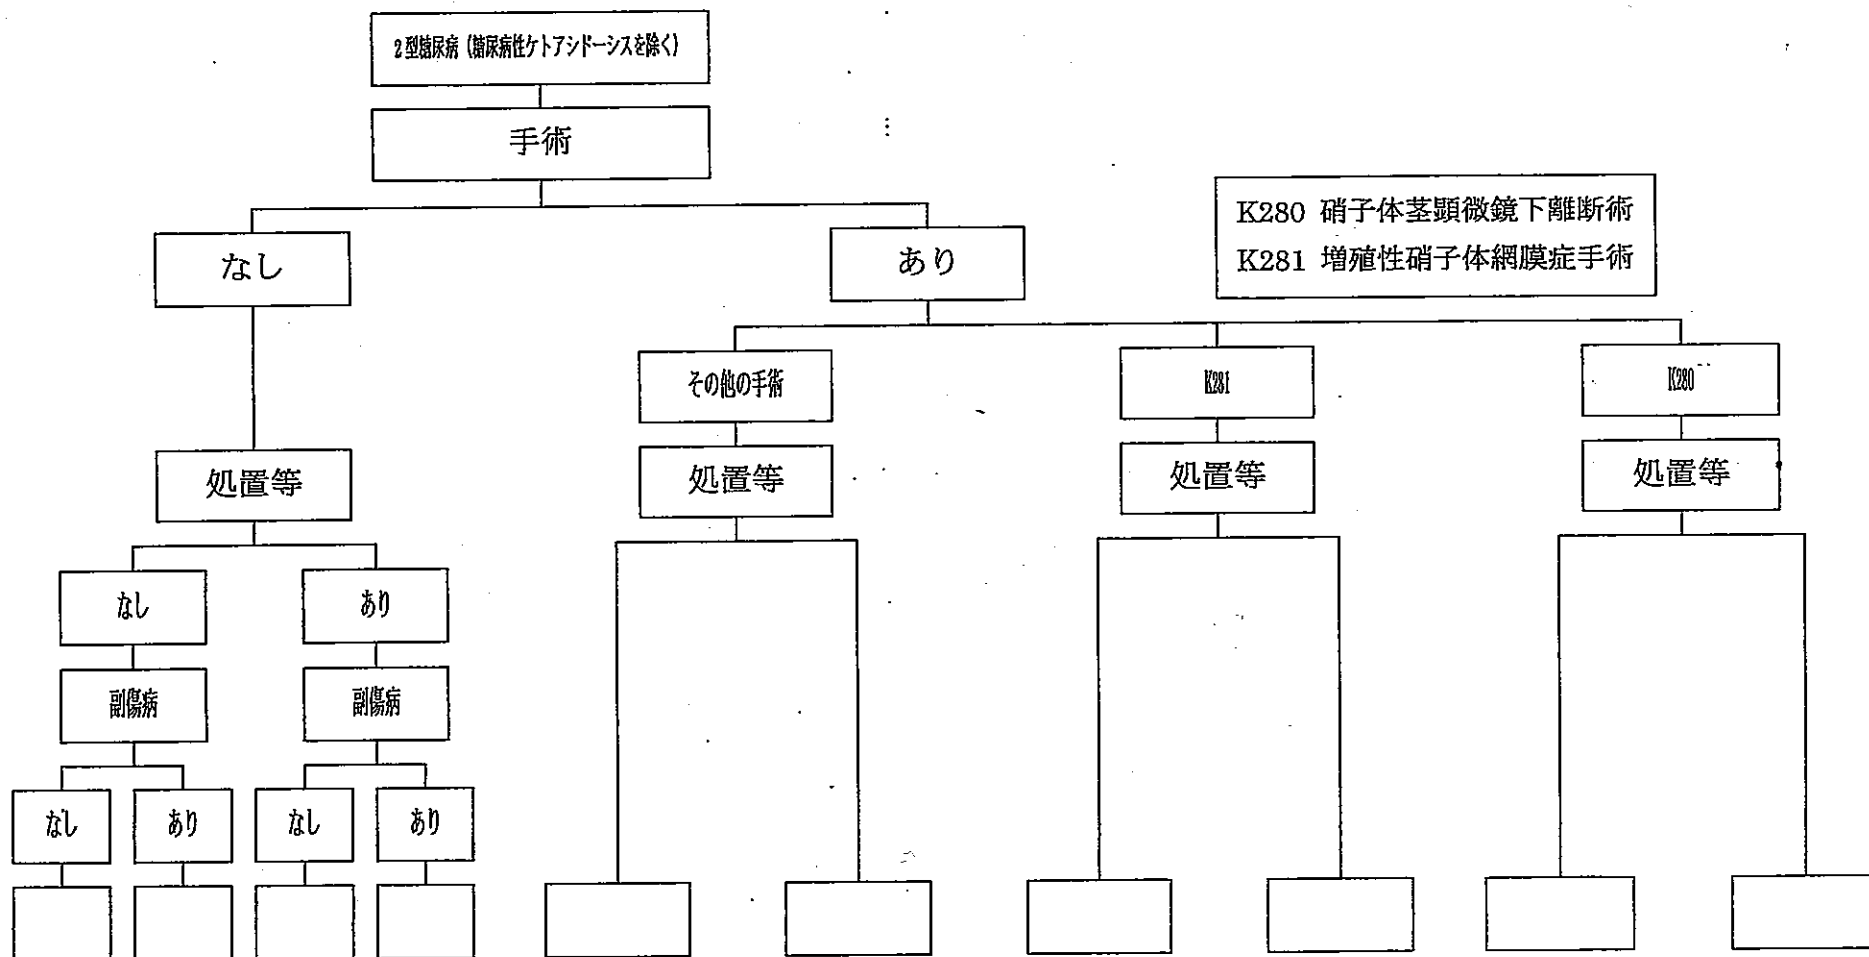 2型糖尿病（糖尿病性ケトアシドーシスを除く）
手術
なし
あり
K280 硝子体茎顕微鏡下離断術
K281 増殖性硝子体網膜症手術
その他の手術
K281
K280
処置等
処置等
処置等
処置等
なし
あり
副傷病
副傷病
なし
あり
なし
あり